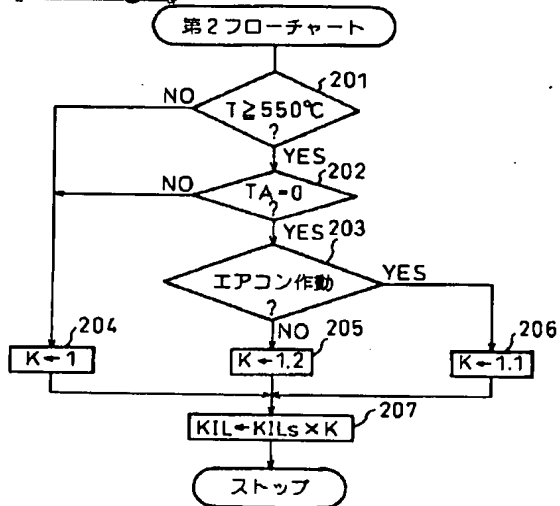 第2フローチャート
201
NO
T≧550℃
?
YES
202
NO
TA=0
?
YES
203
エアコン作動
?
YES
NO
204
K←1
205
K←1.2
206
K←1.1
207
KIL←KILs×K
ストップ